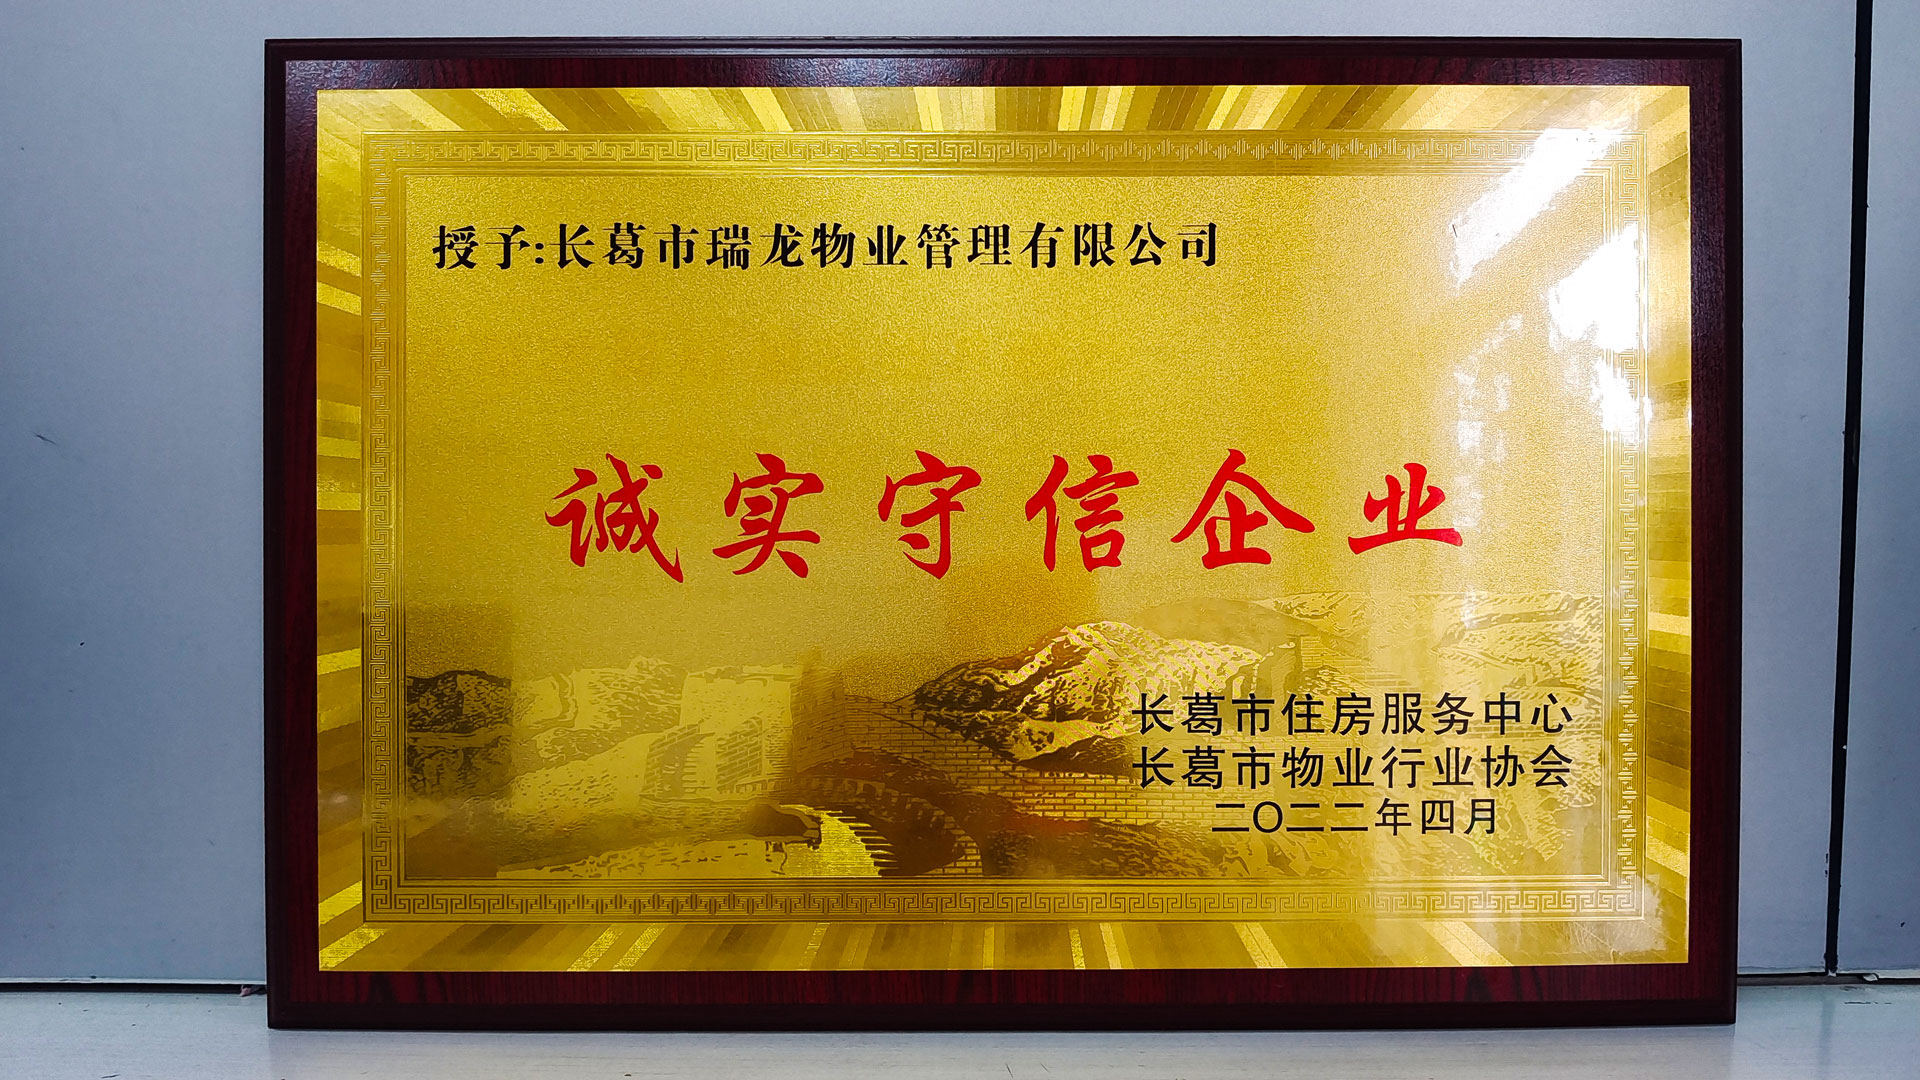 授予:长葛市瑞龙物业管理有限公司
诚实守信企业
长葛市住房服务中心
长葛市物业行业协会
二〇二二年四月